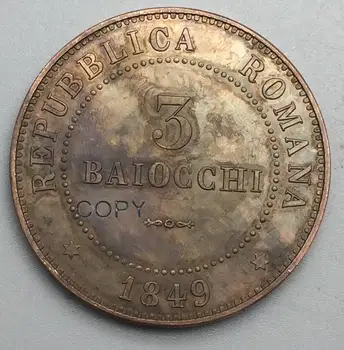 REPUBBLICA ROMANA
3
BAIOCCHI
COPY
1849